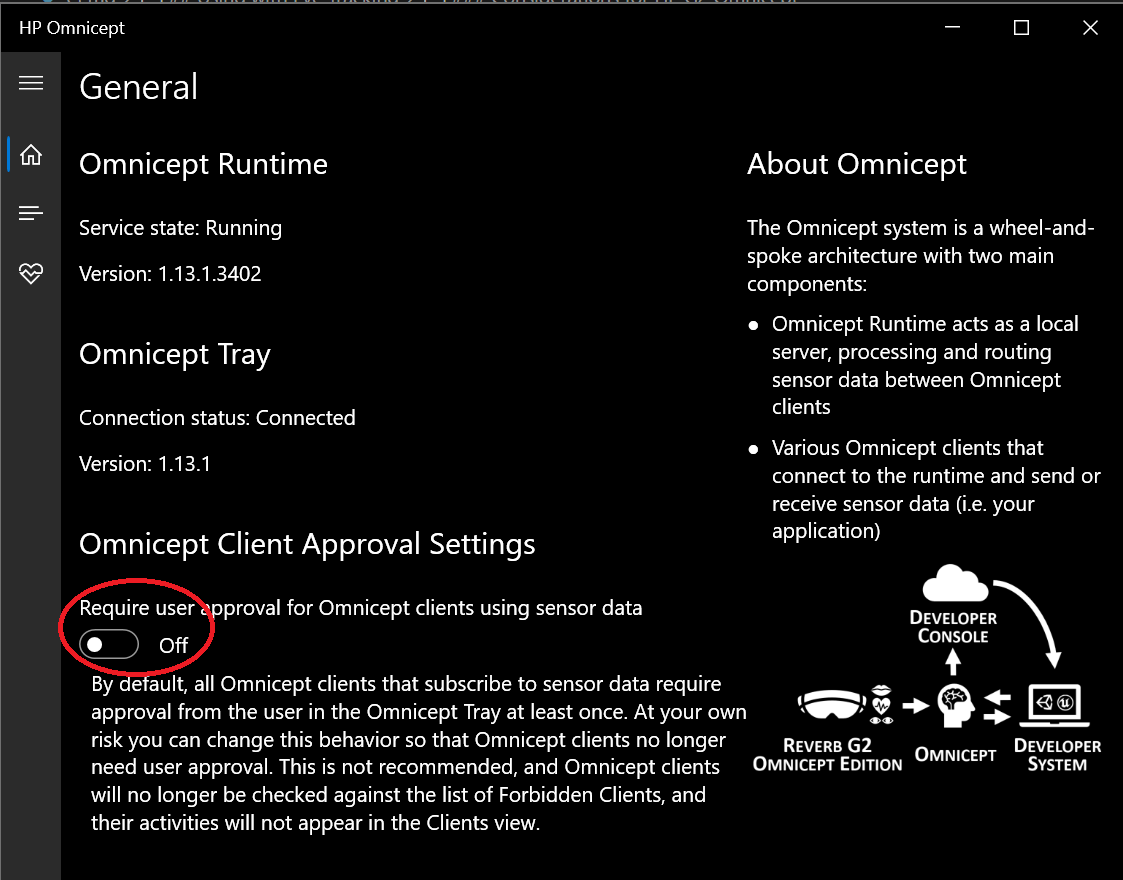 HP Omnicept
General
Omnicept Runtime
Service state: Running
Version: 1.13.1.3402
Omnicept Tray
Connection status: Connected
Version: 1.13.1
Omnicept Client Approval Settings
Require user approval for Omnicept clients using sensor data
Off
By default, all Omnicept clients that subscribe to sensor data require
approval from the user in the Omnicept Tray at least once. At your own
risk you can change this behavior so that Omnicept clients no longer
need user approval. This is not recommended, and Omnicept clients
will no longer be checked against the list of Forbidden Clients, and
their activities will not appear in the Clients view.
About Omnicept
The Omnicept system is a wheel-and-
spoke architecture with two main
components:
● Omnicept Runtime acts as a local
server, processing and routing
sensor data between Omnicept
clients
● Various Omnicept clients that
connect to the runtime and send or
receive sensor data (i.e. your
application)
DEVELOPER
CONSOLE
REVERB G2
OMNICEPT EDITION
OMNICEPT
DEVELOPER
SYSTEM